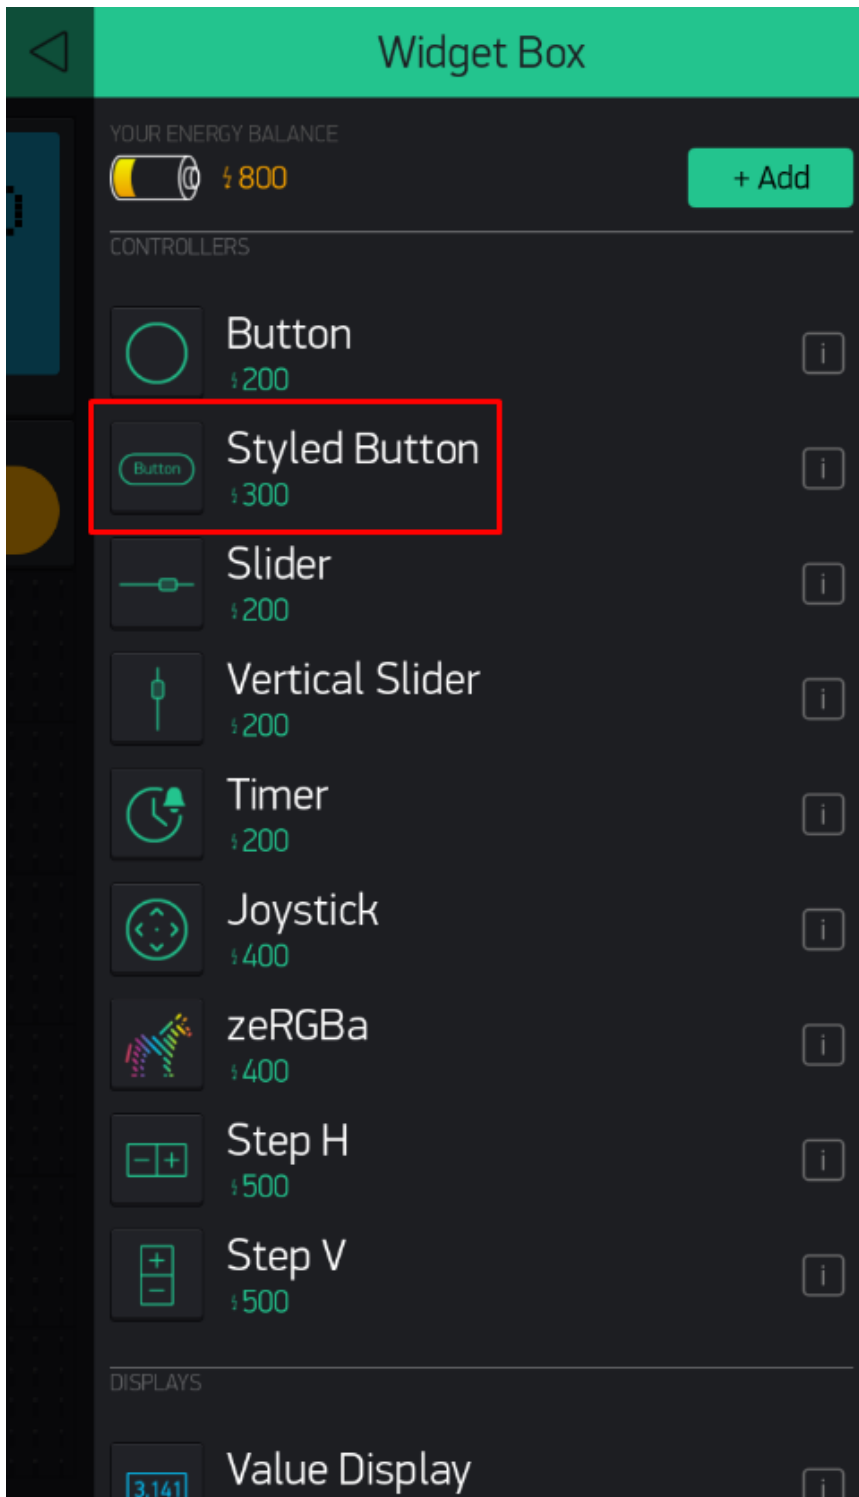 Widget Box
YOUR ENERGY BALANCE
800
+ Add
CONTROLLERS
Button
200
i
Button
Styled Button
300
i
Slider
200
i
Vertical Slider
200
i
Timer
200
i
Joystick
400
i
zeRGBa
400
i
Step H
500
i
Step V
500
i
DISPLAYS
3.141
Value Display
i